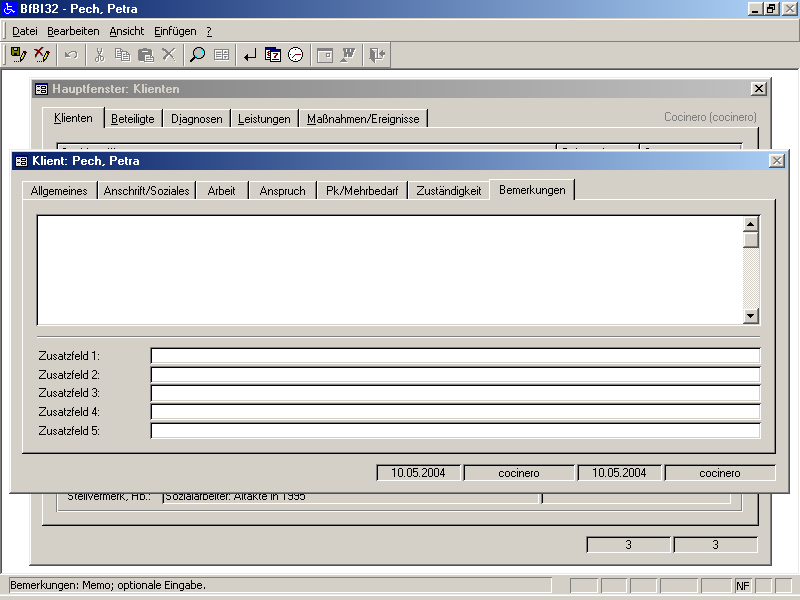 BfBI32 - Pech, Petra
Datei Bearbeiten Ansicht Einfügen ?
Hauptfenster: Klienten
Klienten Beteiligte Diagnosen Leistungen Maßnahmen/Ereignisse Cocinero (cocinero)
Klient: Pech, Petra
Allgemeines Anschrift/Soziales Arbeit Anspruch Pk/Mehrbedarf Zuständigkeit Bemerkungen
Zusatzfeld 1:
Zusatzfeld 2:
Zusatzfeld 3:
Zusatzfeld 4:
Zusatzfeld 5:
10.05.2004 cocinero 10.05.2004 cocinero
Stellvermerk, Hb.: Sozialarbeiter: Altakte in 1995
3 3
Bemerkungen: Memo; optionale Eingabe. NF